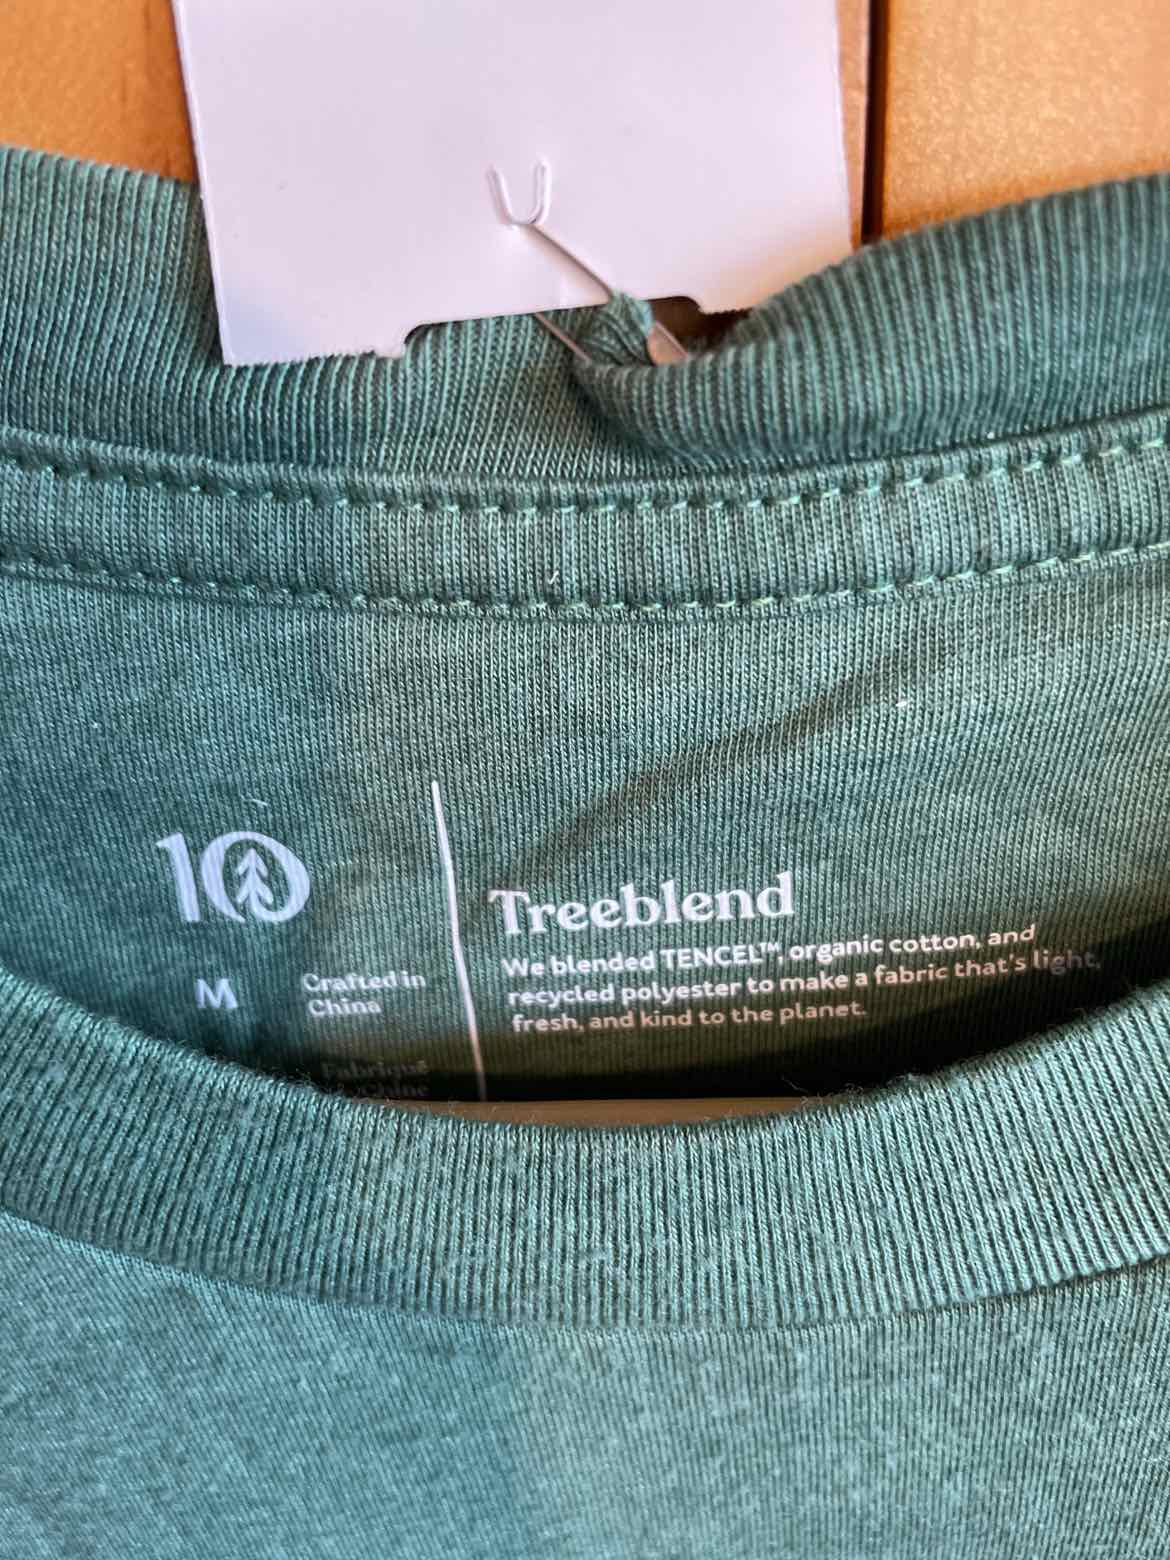 10
M
Crafted in
China
Fabriqué
Treeblend
We blended TENCEL™, organic cotton, and
recycled polyester to make a fabric that's light,
fresh, and kind to the planet.